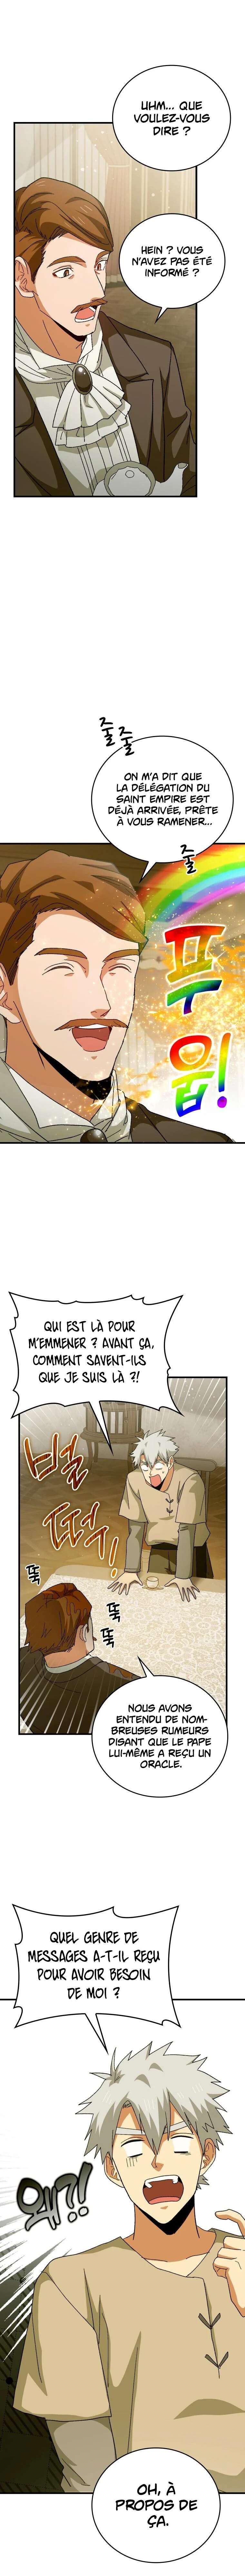 UHM... QUE
VOULEZ-VOUS
DIRE ?
HEIN ? VOUS
N'AVEZ PAS ÉTÉ
INFORMÉ ?
줄
줄
ON M'A DIT QUE
LA DÉLÉGATION DU
SAINT EMPIRE EST
DÉJÀ ARRIVÉE, PRÊTE
À VOUS RAMENER...
줄
푸
웁!
QUI EST LÀ POUR
M'EMMENER ? AVANT ÇA,
COMMENT SAVENT-ILS
QUE JE SUIS LÀ ?!
벌
떡!
뚝
뚝
뚝
NOUS AVONS
ENTENDU DE NOM-
BREUSES RUMEURS
DISANT QUE LE PAPE
LUI-MÊME A REÇU UN
ORACLE.
QUEL GENRE DE
MESSAGES A-T-IL REÇU
POUR AVOIR BESOIN
DE MOI ?
왜?!
OH, À
PROPOS DE
ÇA.